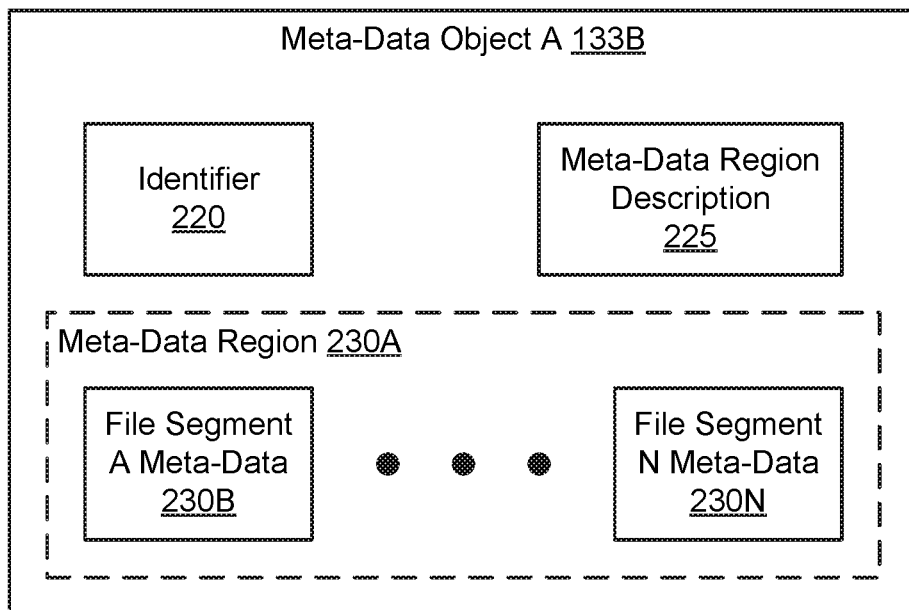 Meta-Data Object A 133B
Identifier
220
Meta-Data Region
Description
225
Meta-Data Region 230A
File Segment
A Meta-Data
230B
File Segment
N Meta-Data
230N